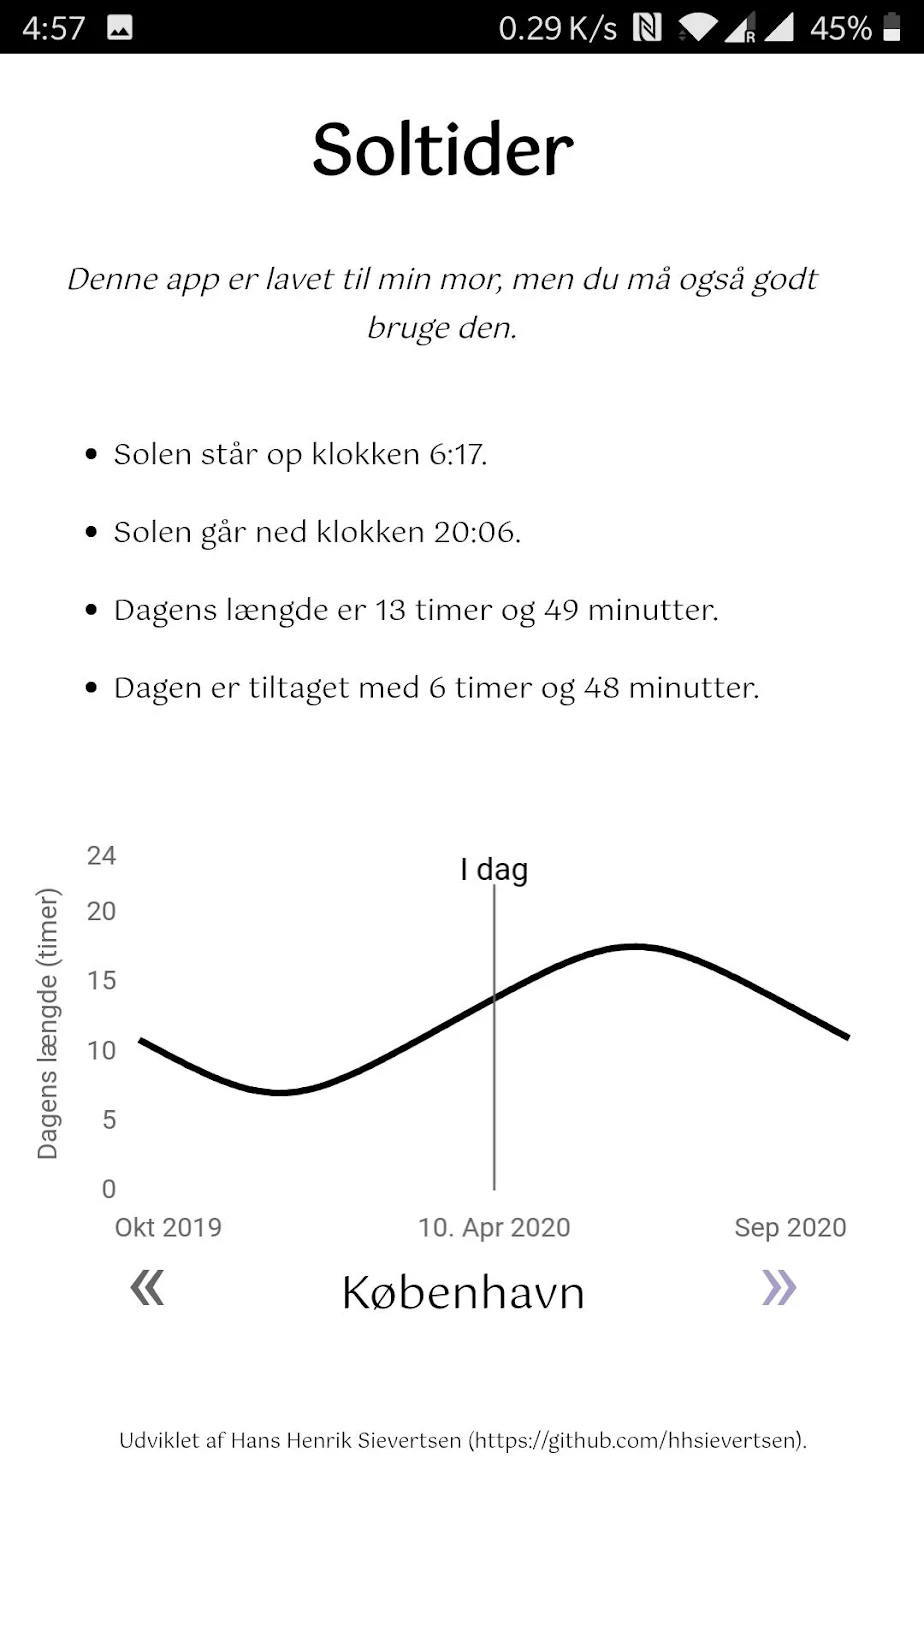 4:57 0.29 K/s R 45%
Soltider
Denne app er lavet til min mor, men du må også godt
bruge den.
• Solen står op klokken 6:17.
• Solen går ned klokken 20:06.
• Dagens længde er 13 timer og 49 minutter.
• Dagen er tiltaget med 6 timer og 48 minutter.
Dagens længde (timer)
24
20
15
10
5
0
I dag
Okt 2019 10. Apr 2020 Sep 2020
« København »
Udviklet af Hans Henrik Sievertsen (https://github.com/hhsievertsen).